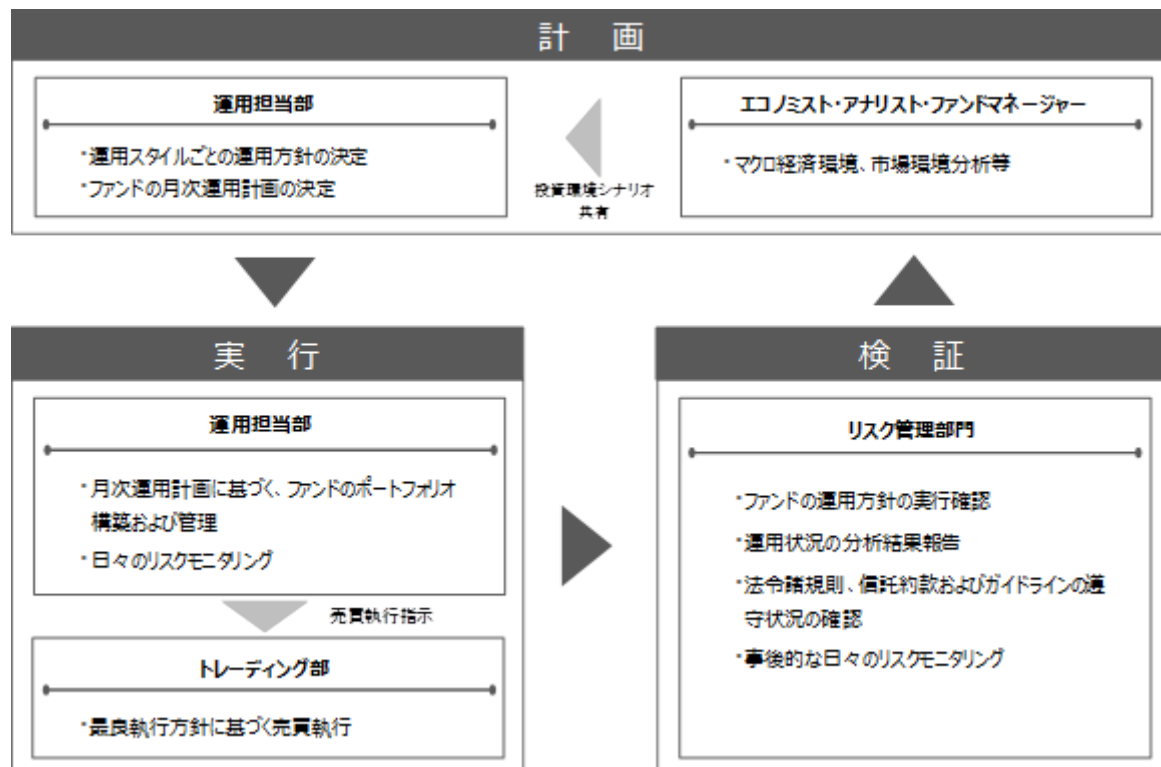 計 画
運用担当部
・運用スタイルごとの運用方針の決定
・ファンドの月次運用計画の決定
投資環境シナリオ
共有
エコノミスト・アナリスト・ファンドマネージャー
・マクロ経済環境、市場環境分析等
実 行
運用担当部
・月次運用計画に基づく、ファンドのポートフォリオ
構築および管理
・日々のリスクモニタリング
売買執行指示
トレーディング部
・最良執行方針に基づく売買執行
検 証
リスク管理部門
・ファンドの運用方針の実行確認
・運用状況の分析結果報告
・法令諸規則、信託約款およびガイドラインの遵
守状況の確認
・事後的な日々のリスクモニタリング